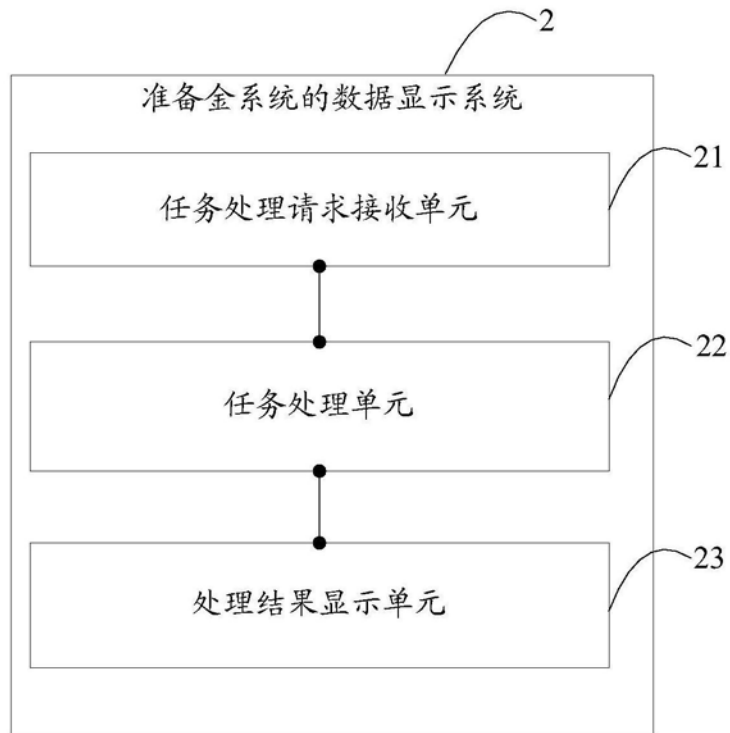 2
准备金系统的数据显示系统
21
任务处理请求接收单元
22
任务处理单元
23
处理结果显示单元